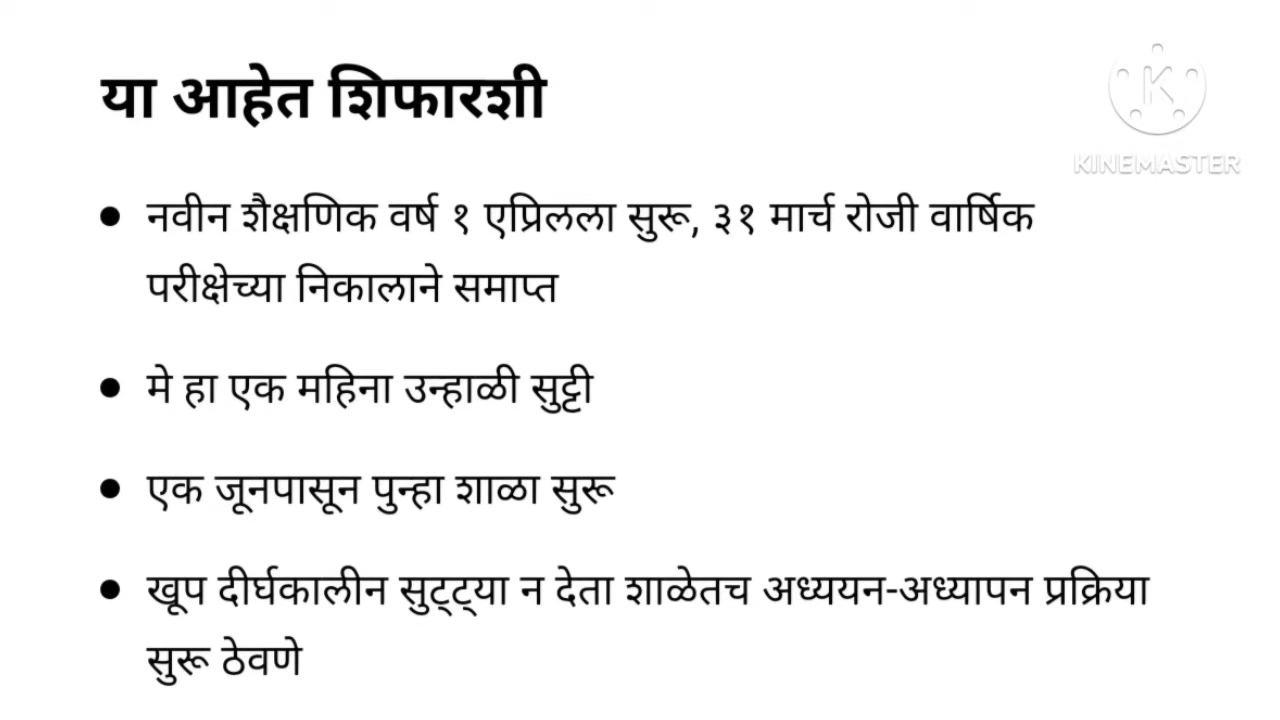 या आहेत शिफारशी
K
KINEMASTER
● नवीन शैक्षणिक वर्ष १ एप्रिलला सुरू, ३१ मार्च रोजी वार्षिक
परीक्षेच्या निकालाने समाप्त
● मे हा एक महिना उन्हाळी सुट्टी
● एक जूनपासून पुन्हा शाळा सुरू
● खूप दीर्घकालीन सुट्ट्या न देता शाळेतच अध्ययन-अध्यापन प्रक्रिया
सुरू ठेवणे